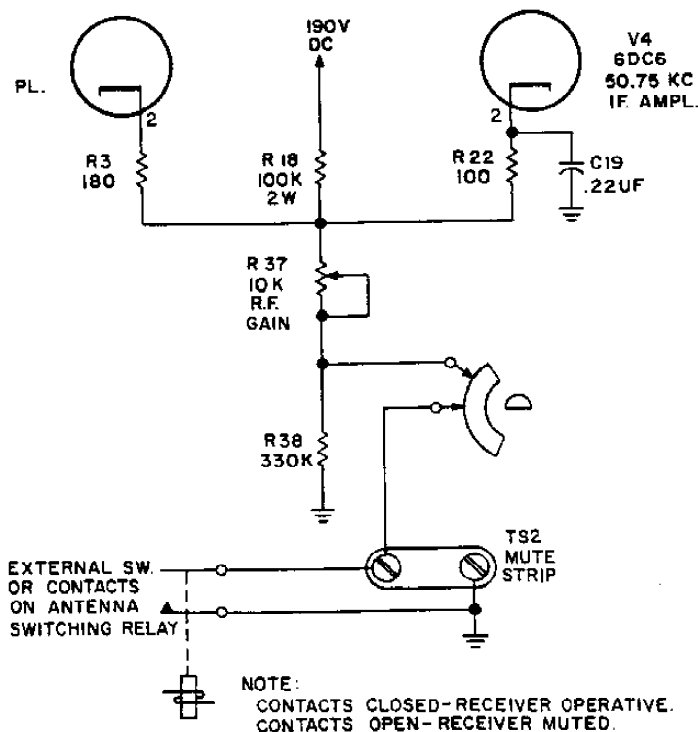 190V
DC
PL.
2
R3
180
R18
100K
2W
V4
6DC6
50.75 KC
IF. AMPL.
2
R22
100
C19
.22UF
R37
10K
R.F.
GAIN
D
R38
330K
TS2
MUTE
STRIP
EXTERNAL SW.
OR CONTACTS
ON ANTENNA
SWITCHING RELAY
NOTE:
CONTACTS CLOSED-RECEIVER OPERATIVE.
CONTACTS OPEN-RECEIVER MUTED.